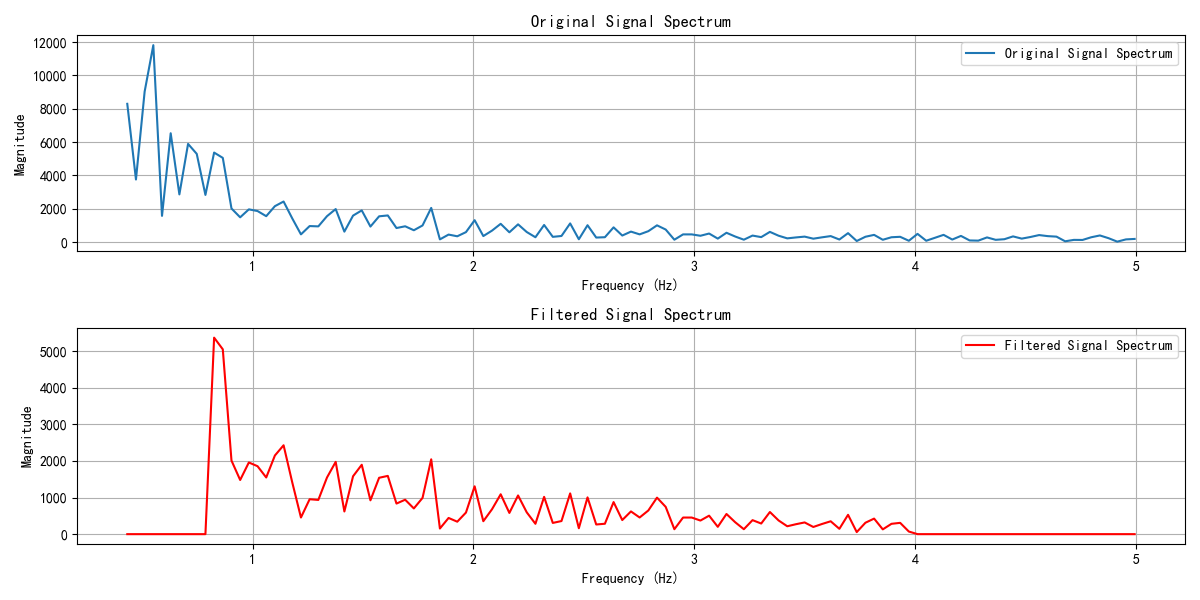 Original Signal Spectrum
12000
10000
8000
6000
4000
2000
0
Magnitude
Original Signal Spectrum
1 2 3 4 5
Frequency (Hz)
Filtered Signal Spectrum
5000
4000
3000
2000
1000
0
Magnitude
Filtered Signal Spectrum
1 2 3 4 5
Frequency (Hz)